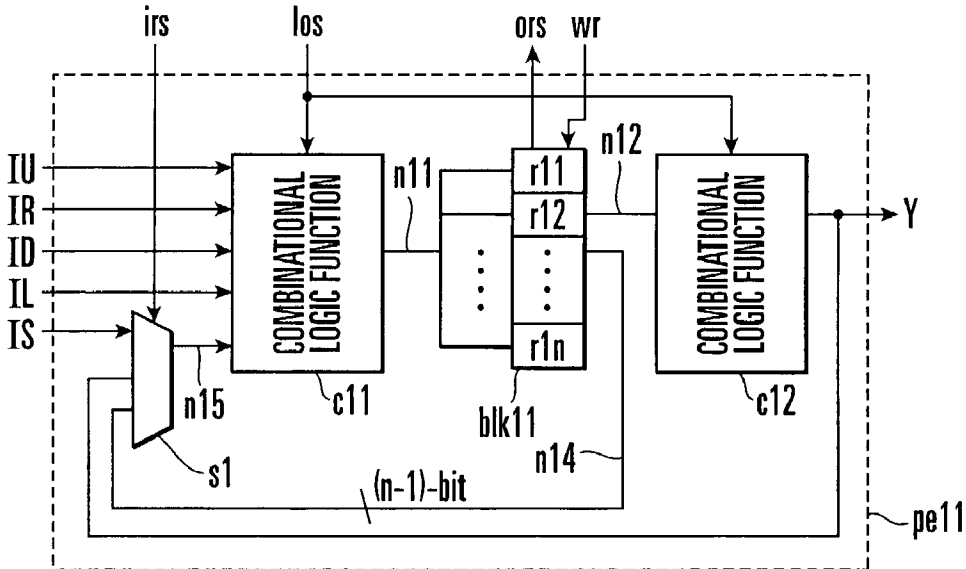 irs
los
ors
wr
IU
IR
ID
IL
IS
COMBINATIONAL
LOGIC FUNCTION
n11
r11
r12
r1n
n12
COMBINATIONAL
LOGIC FUNCTION
Y
n15
c11
blk11
c12
s1
n14
(n-1)-bit
pe11